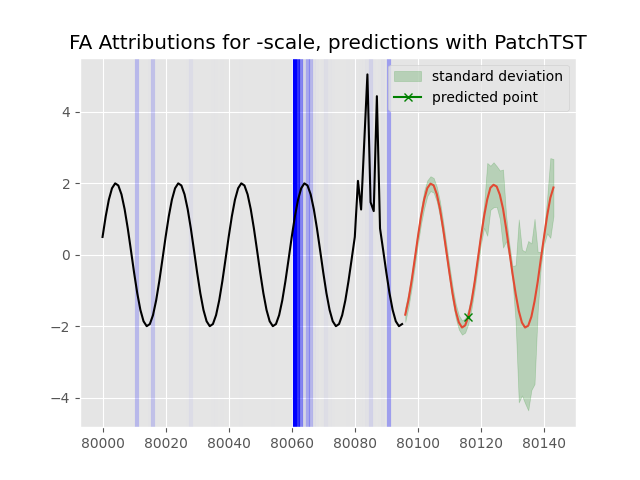 FA Attributions for -scale, predictions with PatchTST
standard deviation
predicted point
4
2
0
−2
−4
80000 80020 80040 80060 80080 80100 80120 80140